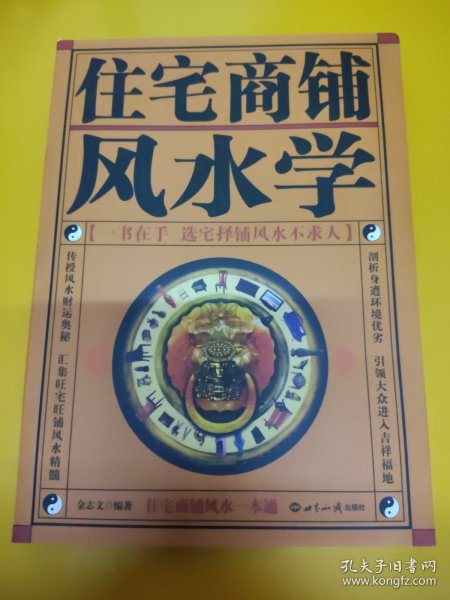 住宅商铺
风水学
【一书在手 选宅择铺风水不求人】
传授风水财运奥秘 汇集旺宅旺铺风水精髓
剖析身遭环境优劣 引领大众进入吉祥福地
金志文◎编著
住宅商铺风水一本通
世界知识出版社
孔夫子旧书网
www.kongfz.com